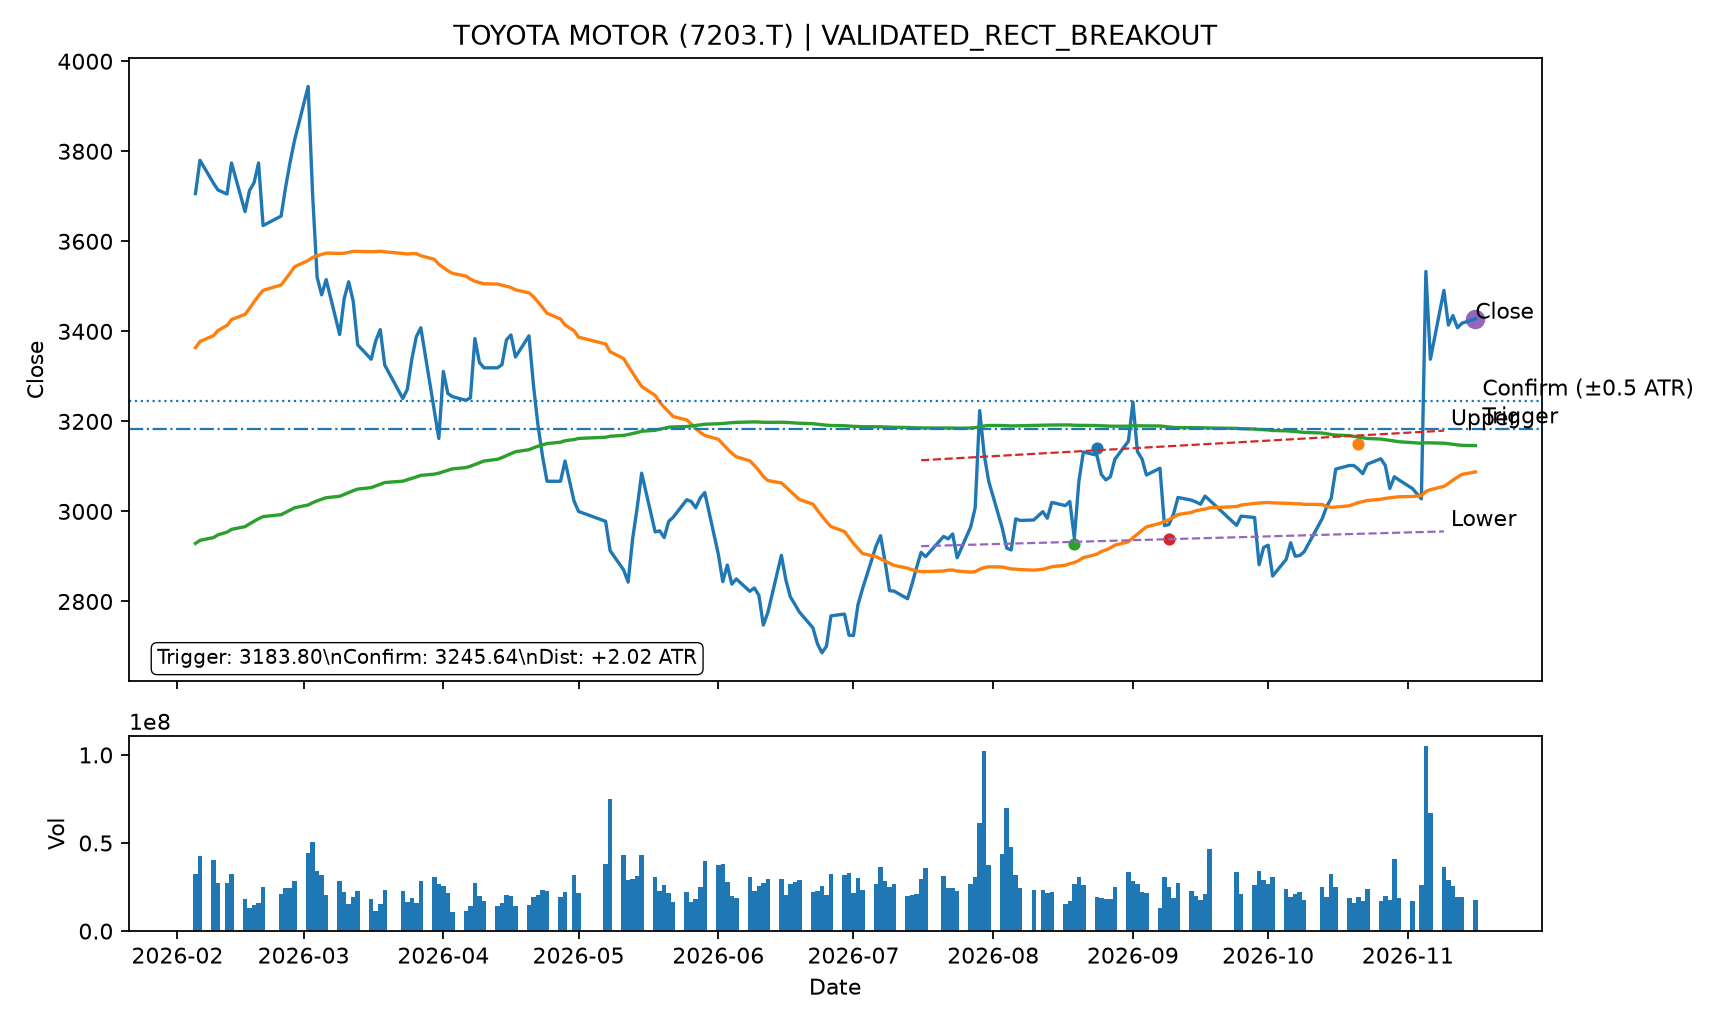 TOYOTA MOTOR (7203.T) | VALIDATED_RECT_BREAKOUT
Close
4000
3800
3600
3400
3200
3000
2800
Close
Confirm (±0.5 ATR)
Upper
Trigger
Lower
Trigger: 3183.80\nConfirm: 3245.64\nDist: +2.02 ATR
1e8
Vol
1.0
0.5
0.0
2026-02
2026-03
2026-04
2026-05
2026-06
2026-07
2026-08
2026-09
2026-10
2026-11
Date